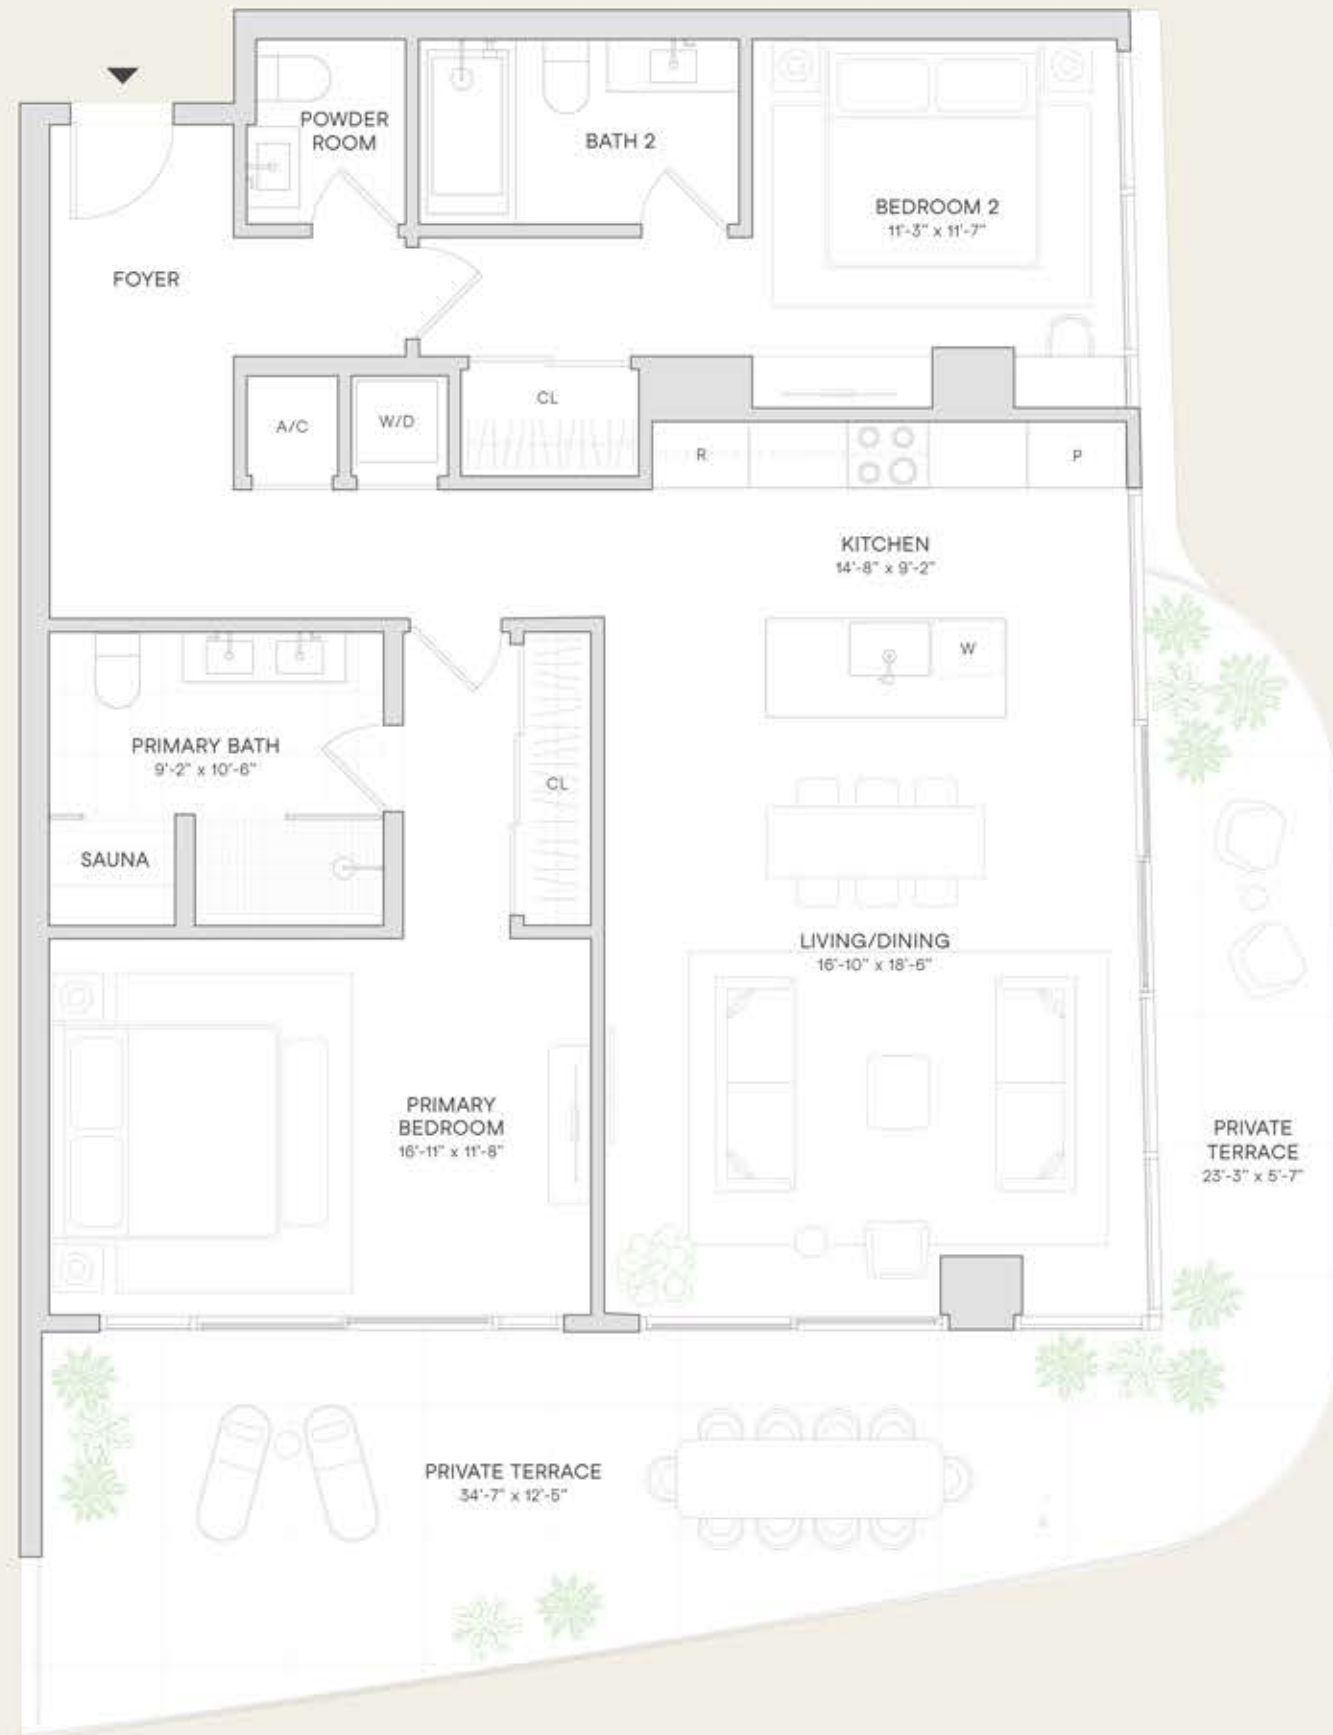 POWDER
ROOM
BATH 2
BEDROOM 2
11'-3" x 11'-7"
FOYER
A/C
W/D
CL
R
P
KITCHEN
14'-8" x 9'-2"
W
PRIMARY BATH
9'-2" x 10'-6"
CL
SAUNA
LIVING/DINING
16'-10" x 18'-6"
PRIMARY
BEDROOM
16'-11" x 11'-8"
PRIVATE
TERRACE
23'-3" x 5'-7"
PRIVATE TERRACE
34'-7" x 12'-5"